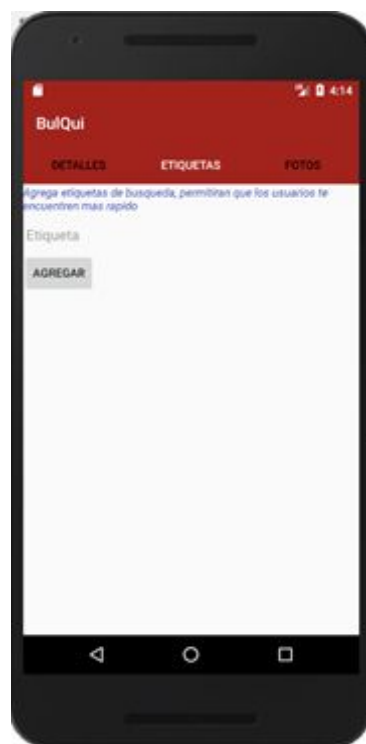 4:14
BulQui
DETALLES ETIQUETAS FOTOS
Agrega etiquetas de busqueda, permitiran que los usuarios te
encuentren mas rapido
Etiqueta
AGREGAR